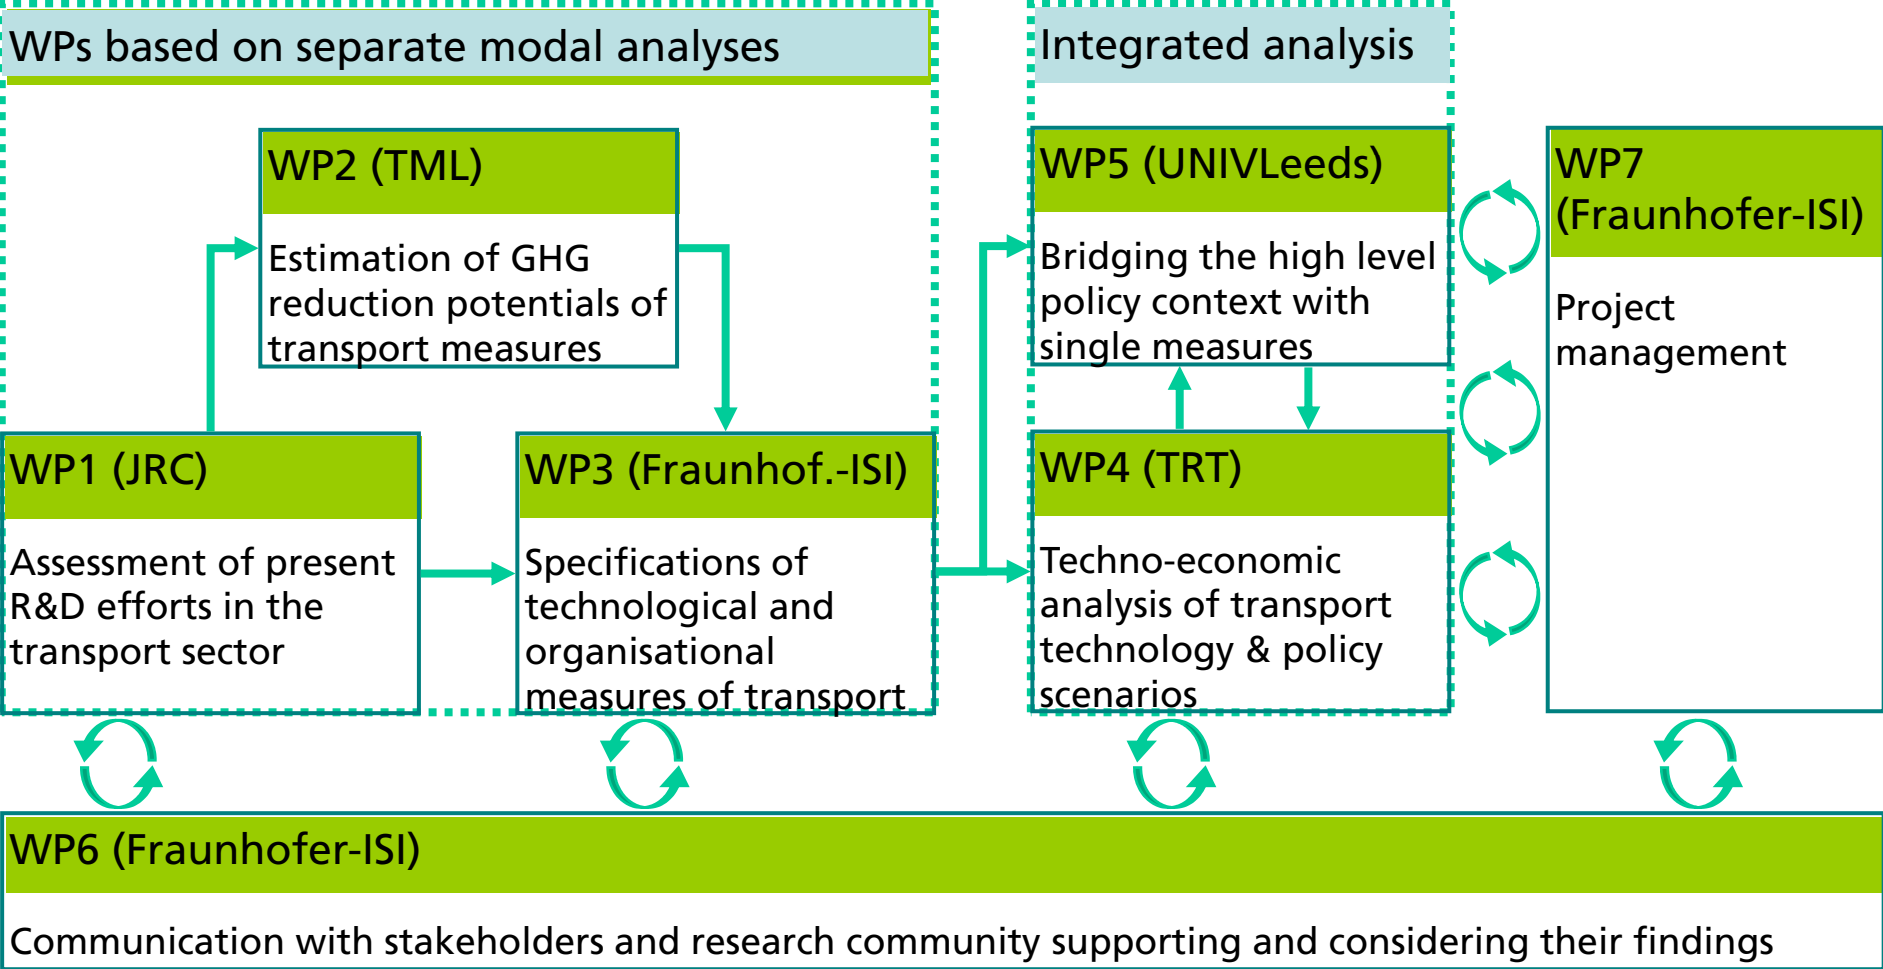 WPs based on separate modal analyses
Integrated analysis
WP2 (TML)
Estimation of GHG
reduction potentials of
transport measures
WP5 (UNIVLeeds)
Bridging the high level
policy context with
single measures
WP7
(Fraunhofer-ISI)
Project
management
WP1 (JRC)
Assessment of present
R&D efforts in the
transport sector
WP3 (Fraunhof.-ISI)
Specifications of
technological and
organisational
measures of transport
WP4 (TRT)
Techno-economic
analysis of transport
technology & policy
scenarios
WP6 (Fraunhofer-ISI)
Communication with stakeholders and research community supporting and considering their findings